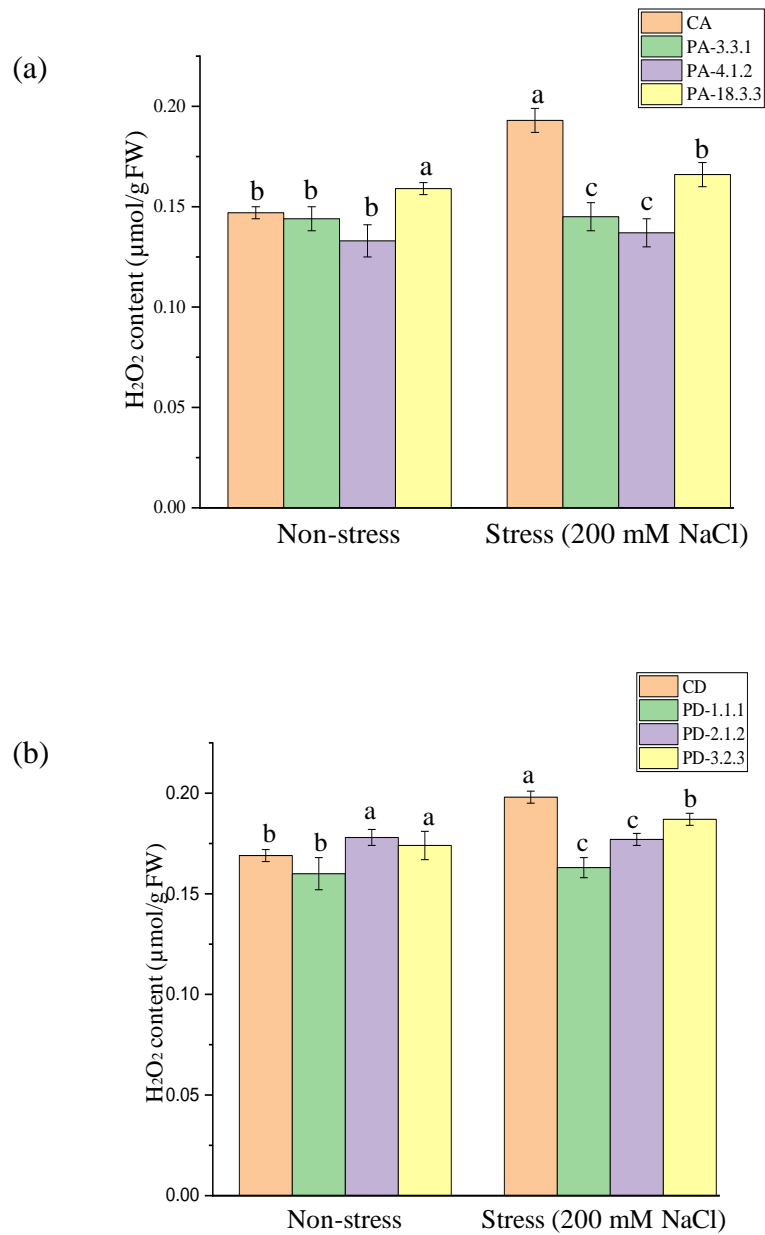 (a)
CA
PA-3.3.1
PA-4.1.2
PA-18.3.3
H₂O₂ content (μmol/g FW)
0.20
0.15
0.10
0.05
0.00
b b b a
a c c b
Non-stress Stress (200 mM NaCl)
(b)
CD
PD-1.1.1
PD-2.1.2
PD-3.2.3
H₂O₂ content (μmol/g FW)
0.20
0.15
0.10
0.05
0.00
b b a a
a c c b
Non-stress Stress (200 mM NaCl)